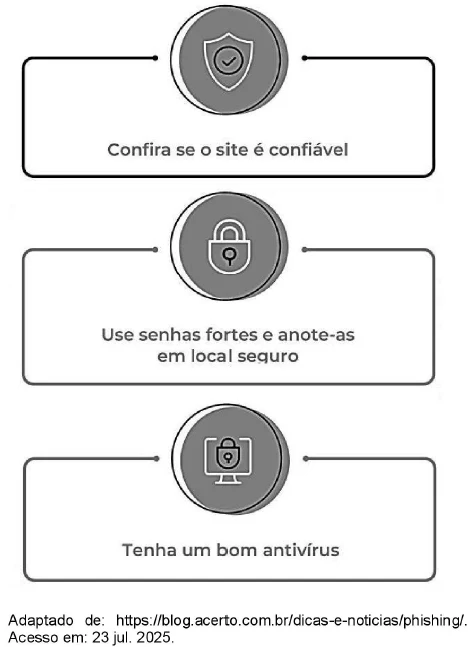 Confira se o site é confiável
Use senhas fortes e anote-as
em local seguro
Tenha um bom antivírus
Adaptado de: https://blog.acerto.com.br/dicas-e-noticias/phishing/.
Acesso em: 23 jul. 2025.